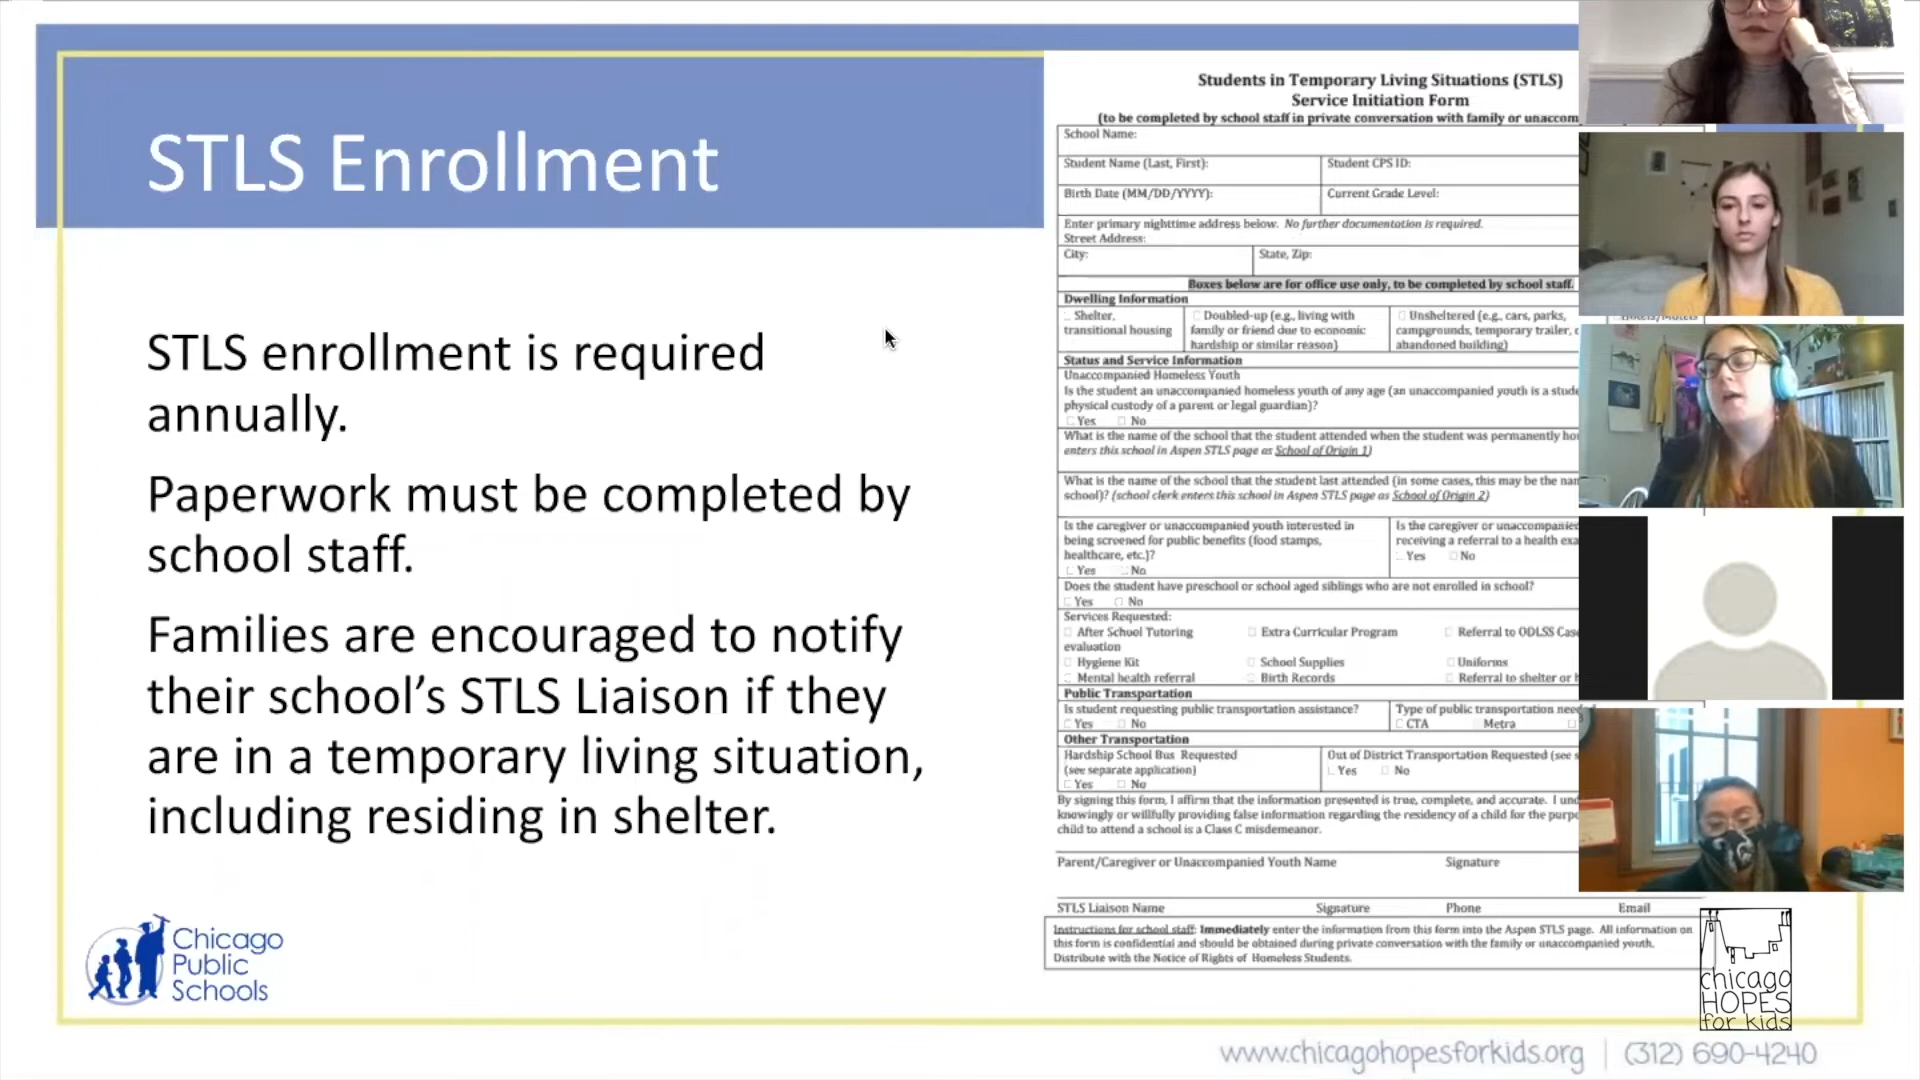 STLS Enrollment
STLS enrollment is required
annually.
Paperwork must be completed by
school staff.
Families are encouraged to notify
their school’s STLS Liaison if they
are in a temporary living situation,
including residing in shelter.
Chicago
Public
Schools
Students in Temporary Living Situations (STLS)
Service Initiation Form
(to be completed by school staff in private conversation with family or
School Name:
Student Name (Last, First): Student CPS ID:
Birth Date (MM/DD/YYYY): Current Grade Level:
Enter primary nighttime address below. No further documentation is required.
Street Address:
City: State, Zip:
Boxes below are for office use only, to be completed by school staff.
Dwelling Information
Shelter, Doubled-up (e.g., living with Unsheltered (e.g., cars, parks,
transitional housing family or friend due to economic campgrounds, temporary trailer,
hardship or similar reason) abandoned building)
Status and Service Information
Unaccompanied Homeless Youth
Is the student an unaccompanied homeless youth of any age (an unaccompanied youth is a
physical custody of a parent or legal guardian)?
Yes No
What is the name of the school that the student attended when the student was permanently
enters this school in Aspen STLS page as School of Origin 1)
What is the name of the school that the student last attended (in some cases, this may be the
school)? (school clerk enters this school in Aspen STLS page as School of Origin 2)
Is the caregiver or unaccompanied youth interested in Is the caregiver or
being screened for public benefits (food stamps, receiving a referral to a health
healthcare, etc.)? Yes No
Yes No
Does the student have preschool or school aged siblings who are not enrolled in school?
Yes No
Services Requested:
After School Tutoring Extra Curricular Program Referral to ODLSS
evaluation
Hygiene Kit School Supplies Uniforms
Mental health referral Birth Records Referral to shelter or
Public Transportation
Is student requesting public transportation assistance? Type of public transportation
Yes No CTA Metra
Other Transportation
Hardship School Bus Requested Out of District Transportation Requested (see
(see separate application) Yes No
Yes No
By signing this form, I affirm that the information presented is true, complete, and accurate. I
knowingly or willfully providing false information regarding the residency of a child for the
child to attend a school is a Class C misdemeanor.
Parent/Caregiver or Unaccompanied Youth Name Signature
STLS Liaison Name Signature Phone Email
Instructions for school staff: Immediately enter the information from this form into the Aspen STLS page. All information on
this form is confidential and should be obtained during private conversation with the family or unaccompanied youth.
Distribute with the Notice of Rights of Homeless Students.
chicago
HOPES
for kids
www.chicagohopesforkids.org | (312) 690-4240